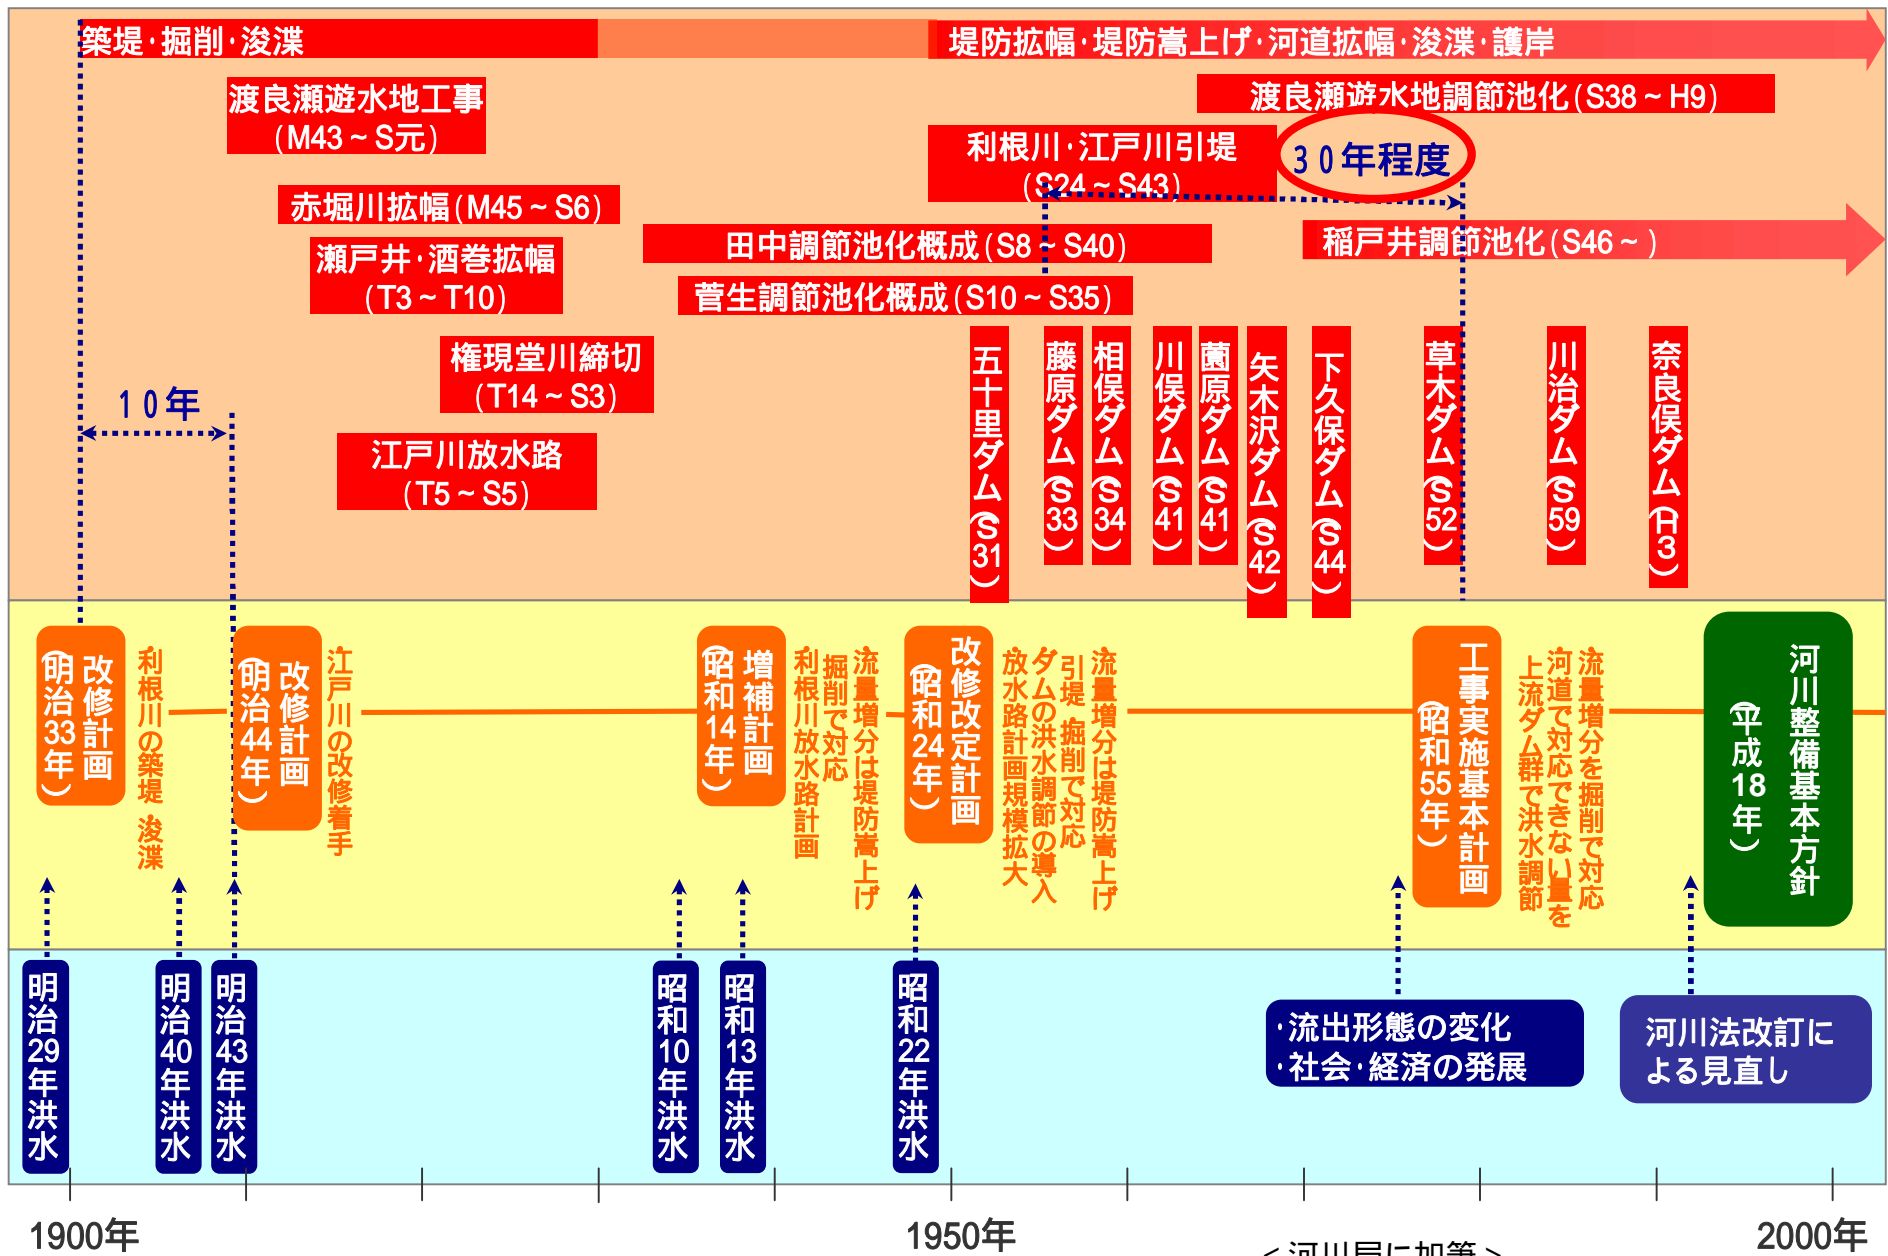 築堤・掘削・浚渫
堤防拡幅・堤防嵩上げ・河道拡幅・浚渫・護岸
渡良瀬遊水地工事
(M43～S元)
渡良瀬遊水地調節池化(S38～H9)
利根川・江戸川引堤
(S24～S43)
30年程度
赤堀川拡幅(M45～S6)
瀬戸井・酒巻拡幅
(T3～T10)
田中調節池化概成(S8～S40)
稲戸井調節池化(S46～ )
菅生調節池化概成(S10～S35)
権現堂川締切
(T14～S3)
10年
江戸川放水路
(T5～S5)
五十里ダム(S31)
藤原ダム(S33)
相俣ダム(S34)
川俣ダム(S41)
薗原ダム(S41)
矢木沢ダム(S42)
下久保ダム(S44)
草木ダム(S52)
川治ダム(S59)
奈良俣ダム(H3)
改修計画
(明治33年)
・利根川の築堤・浚渫
改修計画
(明治44年)
・江戸川の改修着手
増補計画
(昭和14年)
・流量増分は堤防嵩上げ
掘削で対応
・利根川放水路計画
改修改定計画
(昭和24年)
・流量増分は堤防嵩上げ
引堤・掘削で対応
・ダムの洪水調節の導入
・放水路計画規模拡大
工事実施基本計画
(昭和55年)
・流量増分を掘削で対応
・河道で対応できない量を
上流ダム群で洪水調節
河川整備基本方針
(平成18年)
明治29年洪水
明治40年洪水
明治43年洪水
昭和10年洪水
昭和13年洪水
昭和22年洪水
・流出形態の変化
・社会・経済の発展
河川法改訂に
よる見直し
1900年
1950年
2000年
＜河川局に加筆＞